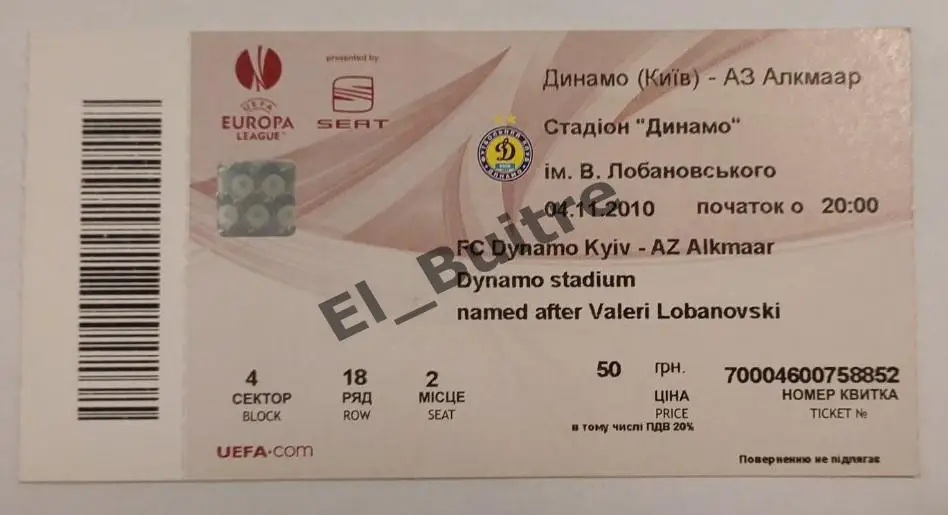 UEFA
EUROPA
LEAGUE
presented by
SEAT
Динамо (Київ) - АЗ Алкмаар
Стадіон "Динамо"
ім. В. Лобановського
04.11.2010 початок о 20:00
FC Dynamo Kyiv - AZ Alkmaar
Dynamo stadium
named after Valeri Lobanovski
El_Buitre
4 18 2 50 грн. 70004600758852
СЕКТОР РЯД МІСЦЕ ЦІНА НОМЕР КВИТКА
BLOCK ROW SEAT PRICE TICKET №
в тому числі ПДВ 20%
UEFA.com
Поверненню не підлягає